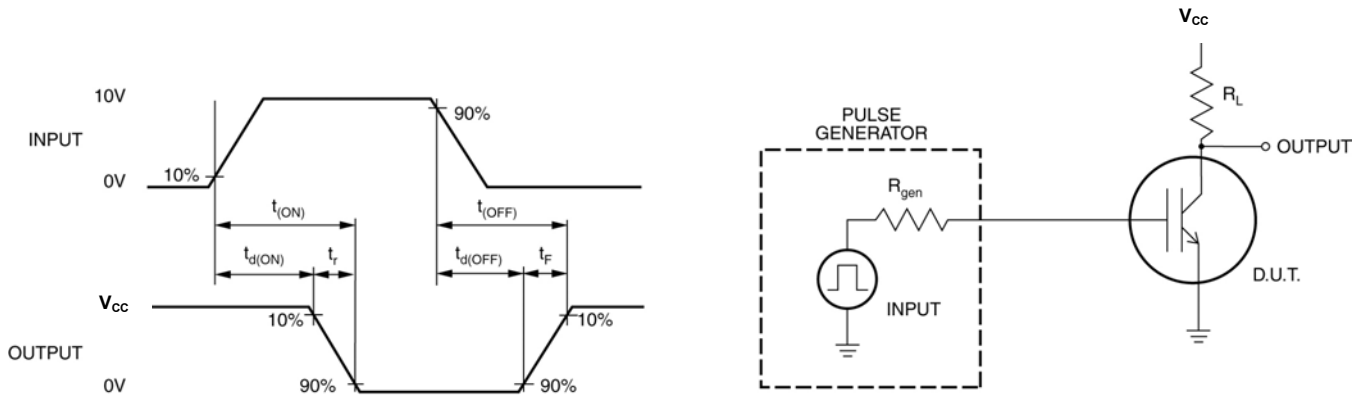 10V
INPUT
0V
10%
90%
t(ON)
t(OFF)
td(ON)
tr
td(OFF)
tF
VCC
OUTPUT
0V
10%
90%
10%
90%
PULSE
GENERATOR
Rgen
INPUT
VCC
RL
OUTPUT
D.U.T.